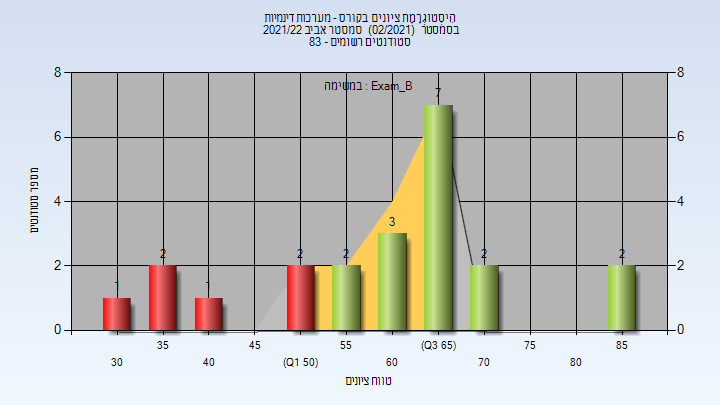 היסטוגרמת ציונים בקורס - מערכות דינמיות
בסמסטר (02/2021) סמסטר אביב 2021/22
סטודנטים רשומים - 83
במשימה : Exam_B
מספר סטודנטים
8 8
6 6
4 4
2 2
0 0
1 2 1 2 2 3 7 2 2
35 45 55 (Q3 65) 75 85
30 40 (Q1 50) 60 70 80
טווח ציונים